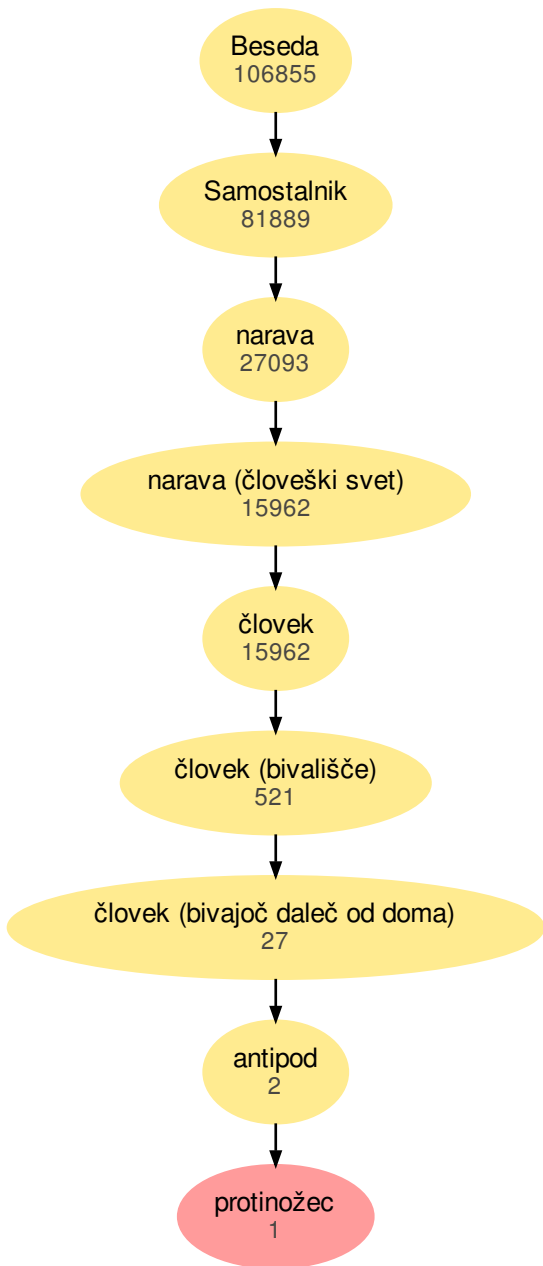 Beseda
106855
Samostalnik
81889
narava
27093
narava (človeški svet)
15962
človek
15962
človek (bivališče)
521
človek (bivajoč daleč od doma)
27
antipod
2
protinožec
1